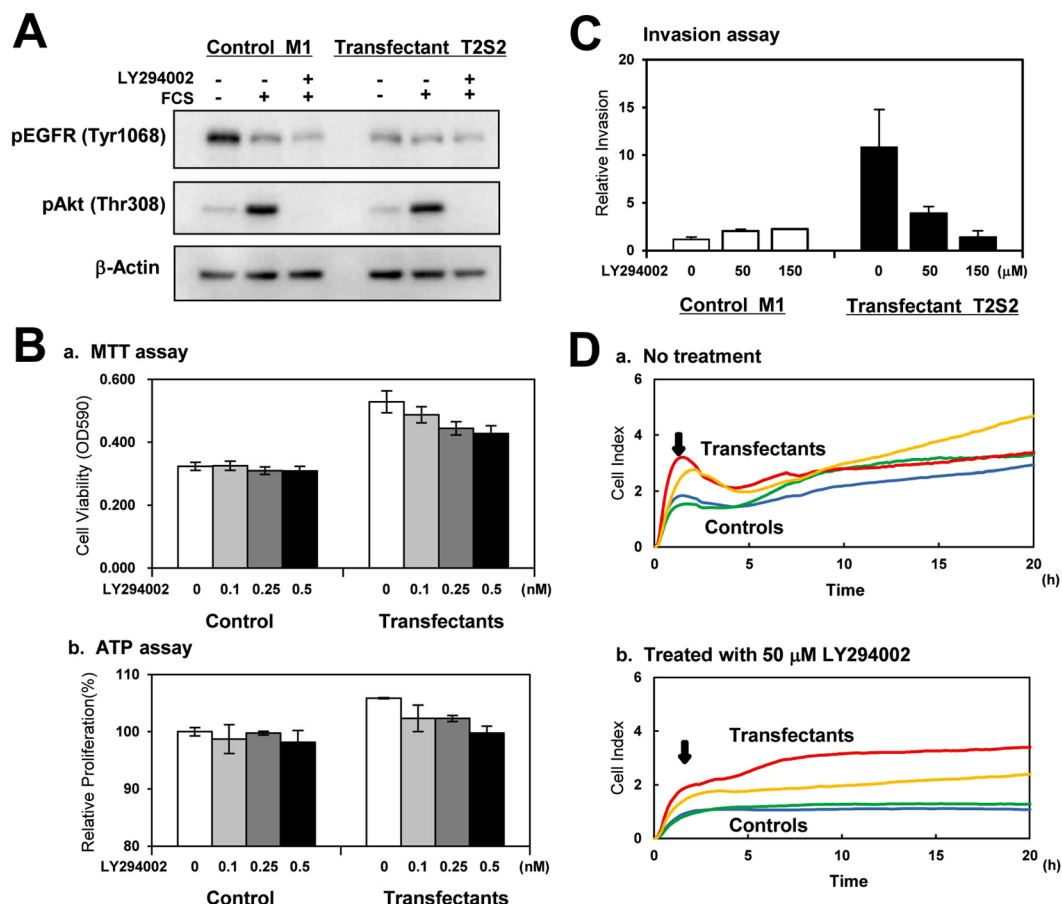 A
Control M1 Transfectant T2S2
LY294002 - - + - - +
FCS - + + - + +
pEGFR (Tyr1068)
pAkt (Thr308)
β-Actin
B
a. MTT assay
Cell Viability (OD590)
0.600
0.400
0.200
0.000
LY294002 0 0.1 0.25 0.5 0 0.1 0.25 0.5 (nM)
Control Transfectants
b. ATP assay
Relative Proliferation(%)
110
100
90
80
LY294002 0 0.1 0.25 0.5 0 0.1 0.25 0.5 (nM)
Control Transfectants
C
Invasion assay
Relative Invasion
20
15
10
5
0
LY294002 0 50 150 0 50 150 (μM)
Control M1 Transfectant T2S2
D
a. No treatment
Cell Index
6
4
2
0
Transfectants
Controls
0 5 10 15 20
(h)
Time
b. Treated with 50 μM LY294002
Cell Index
6
4
2
0
Transfectants
Controls
0 5 10 15 20
(h)
Time